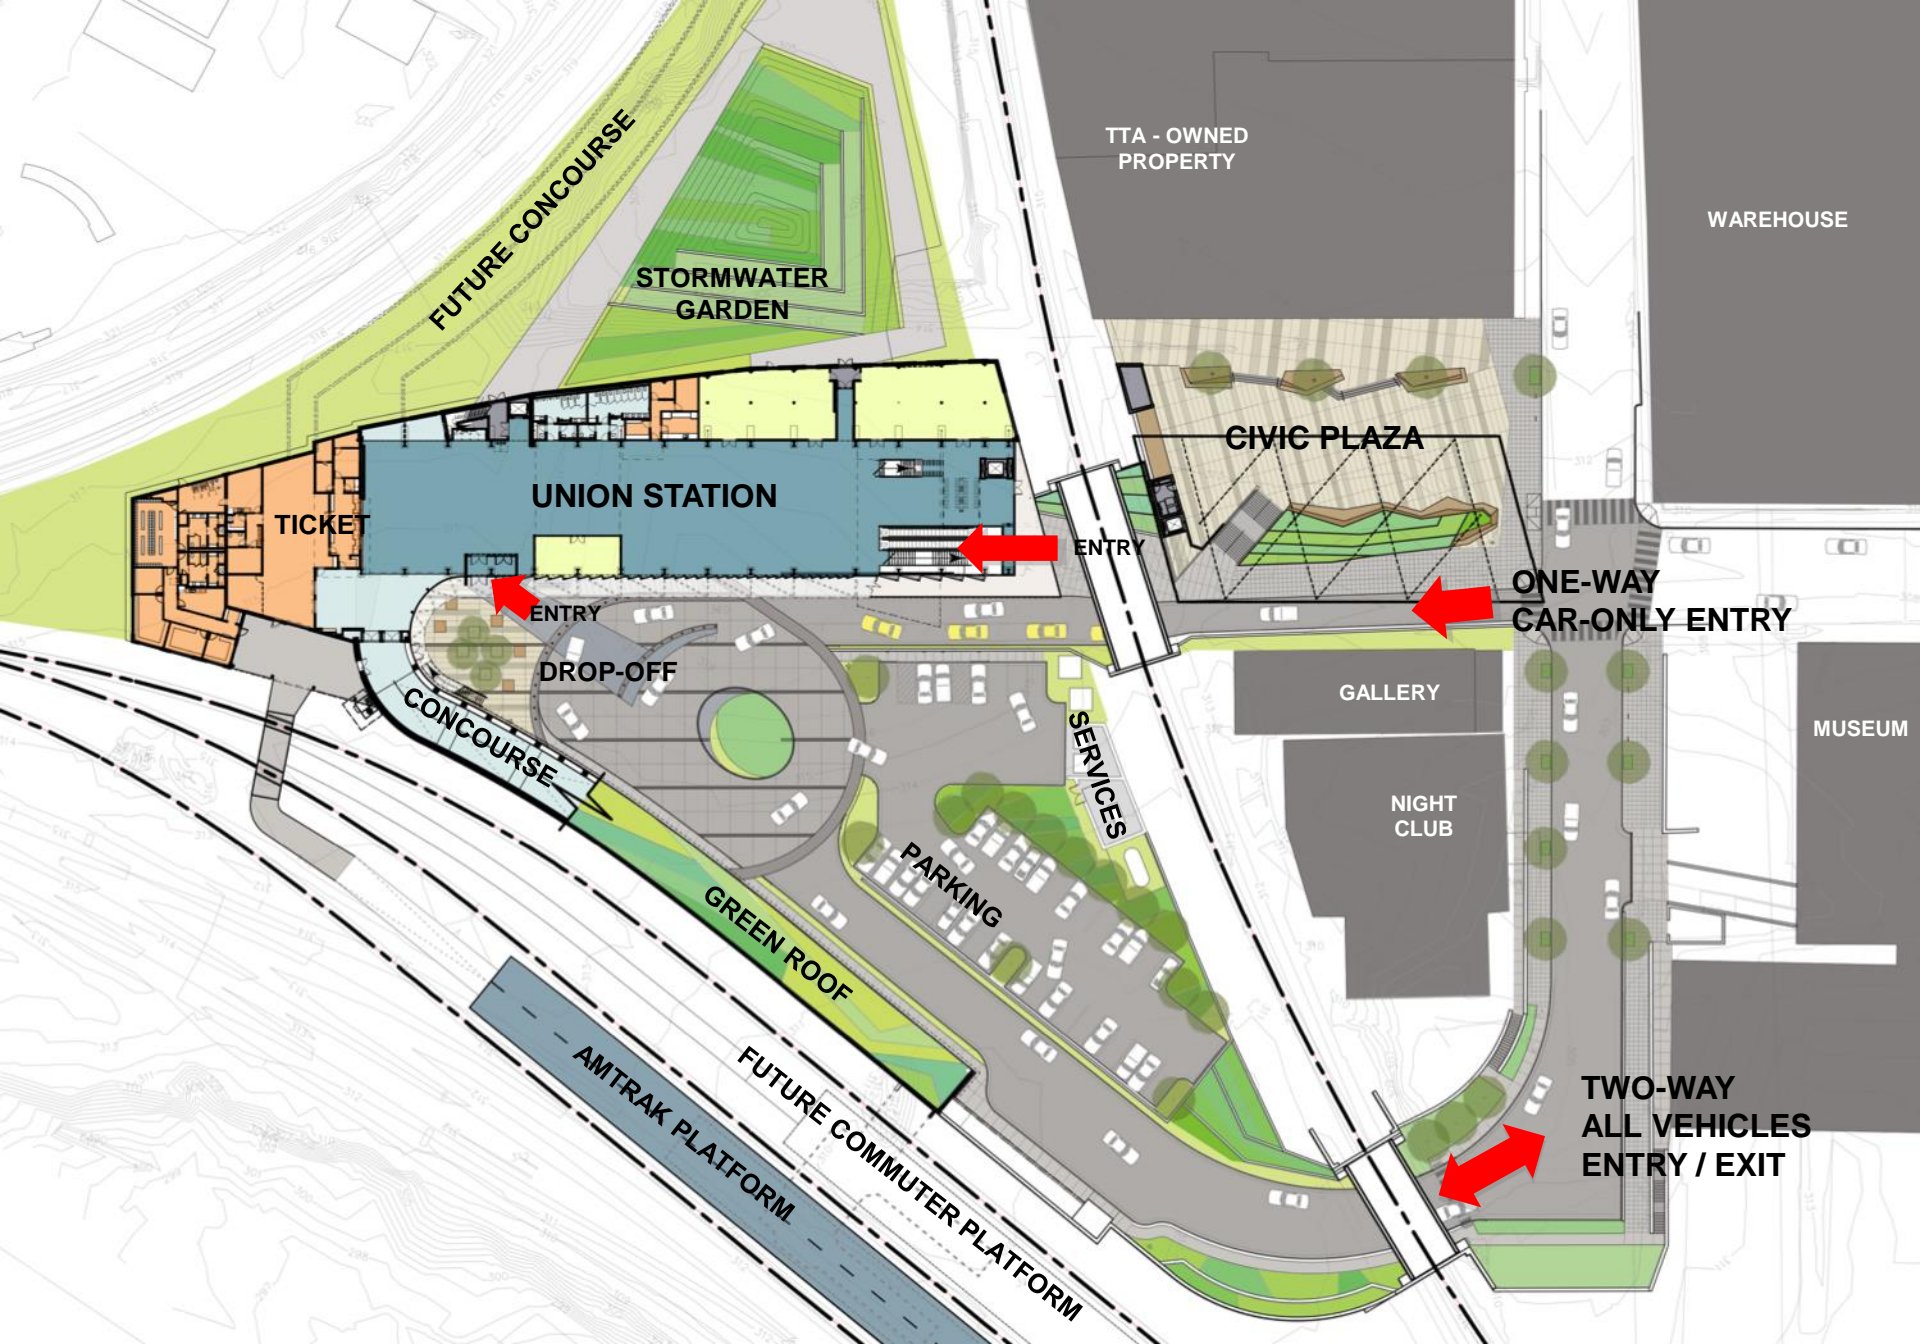 TTA - OWNED
PROPERTY
WAREHOUSE
FUTURE CONCOURSE
STORMWATER
GARDEN
CIVIC PLAZA
UNION STATION
TICKET
ENTRY
ENTRY
ONE-WAY
CAR-ONLY ENTRY
DROP-OFF
GALLERY
CONCOURSE
SERVICES
MUSEUM
NIGHT
CLUB
PARKING
GREEN ROOF
AMTRAK PLATFORM
FUTURE COMMUTER PLATFORM
TWO-WAY
ALL VEHICLES
ENTRY / EXIT